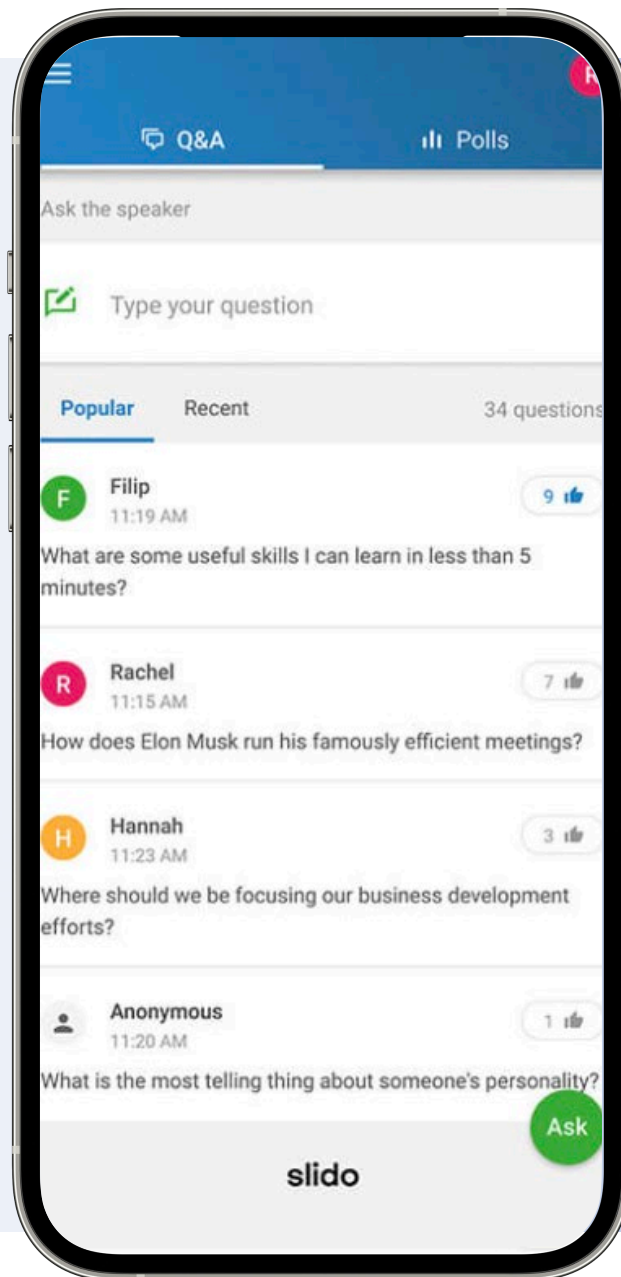 R
Q&A Polls
Ask the speaker
Type your question
Popular Recent 34 questions
F Filip 9
11:19 AM
What are some useful skills I can learn in less than 5
minutes?
R Rachel 7
11:15 AM
How does Elon Musk run his famously efficient meetings?
H Hannah 3
11:23 AM
Where should we be focusing our business development
efforts?
Anonymous 1
11:20 AM
What is the most telling thing about someone's personality?
Ask
slido